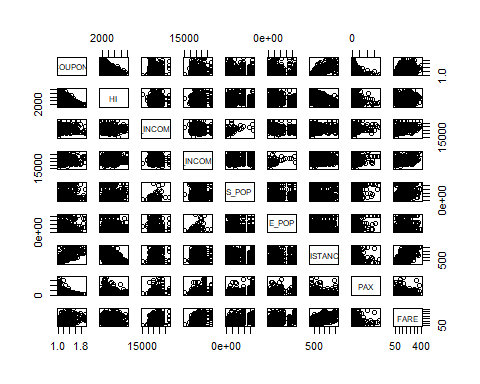 2000 15000 0e+00 0
OUPON 1.0
2000 HI
INCOM 15000
15000 INCOM
S_POP 0e+00
0e+00 E_POP
ISTANC 500
0 PAX
FARE 50
1.0 1.8 15000 0e+00 500 50 400